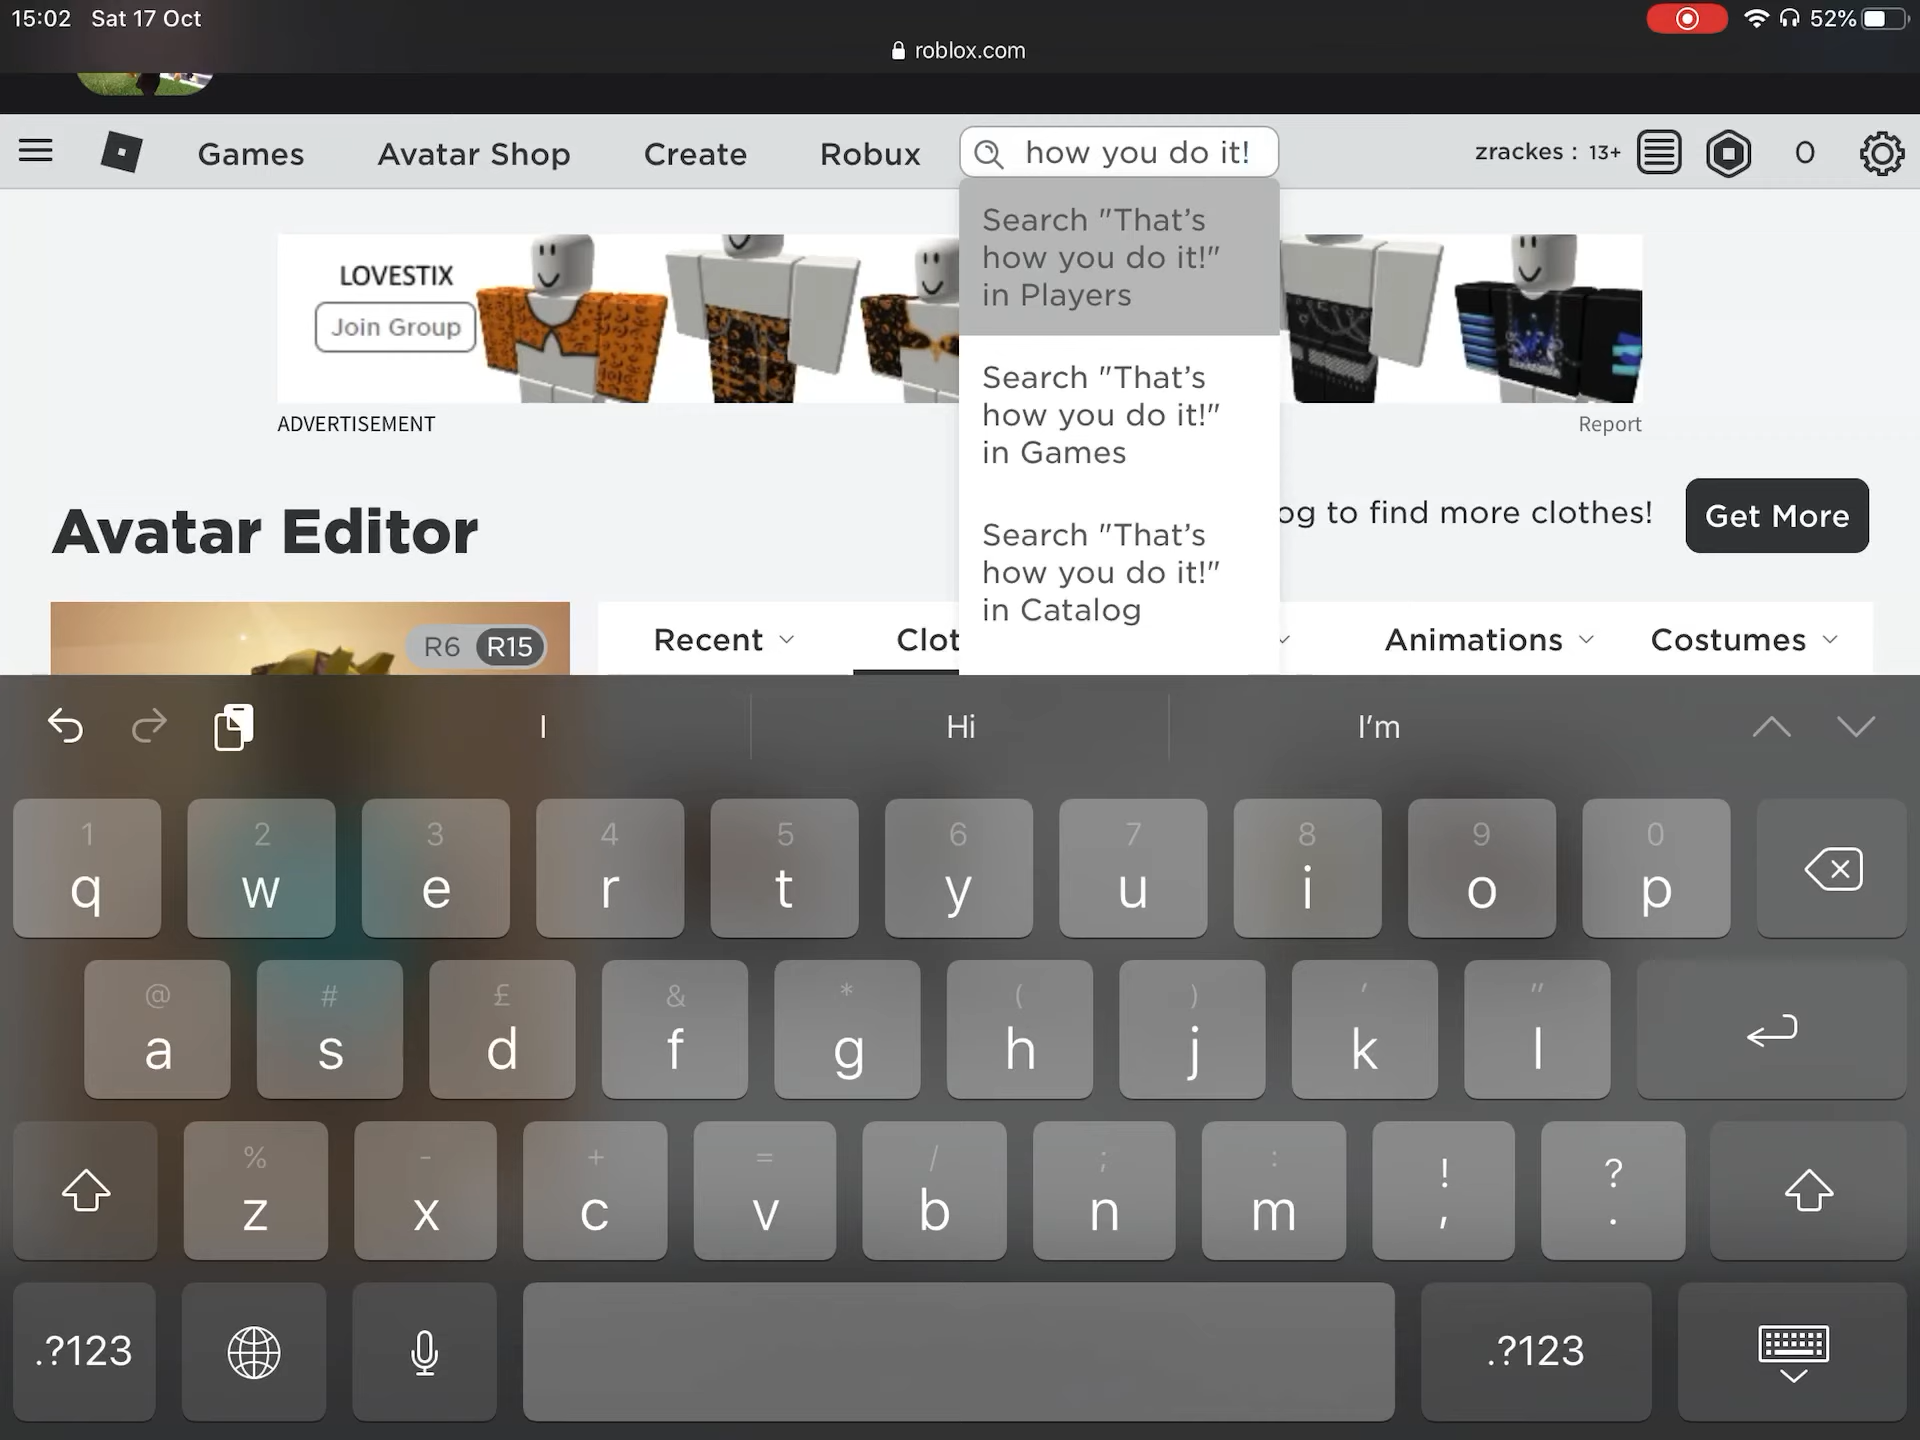 15:02 Sat 17 Oct
52%
roblox.com
Games Avatar Shop Create Robux how you do it! zrackes : 13+ 0
Search "That's
how you do it!"
in Players
Search "That's
how you do it!"
in Games
Search "That's
how you do it!"
in Catalog
LOVESTIX
Join Group
ADVERTISEMENT
Report
Avatar Editor
og to find more clothes!
Get More
R6 R15
Recent Clot Animations Costumes
I Hi I'm
1 2 3 4 5 6 7 8 9 0
q w e r t y u i o p
@ # £ & * ( ) ' "
a s d f g h j k l
% - + = / ; : ! ?
z x c v b n m , .
.?123 .?123